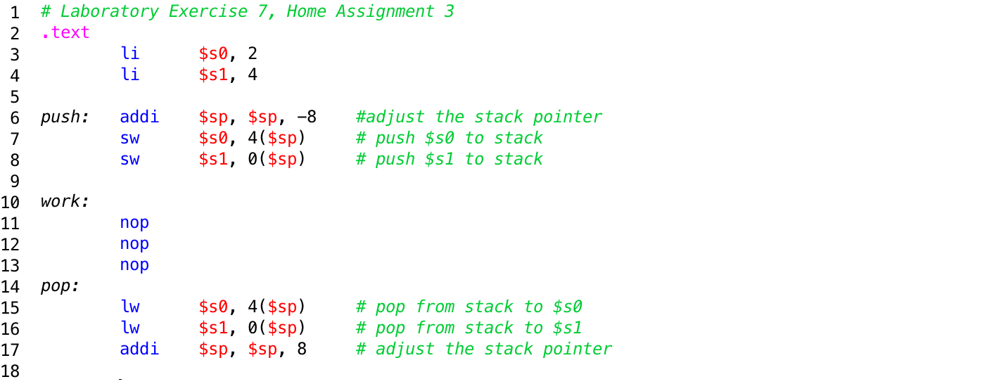 1 # Laboratory Exercise 7, Home Assignment 3
2 .text
3 li $s0, 2
4 li $s1, 4
5
6 push: addi $sp, $sp, −8 #adjust the stack pointer
7 sw $s0, 4($sp) # push $s0 to stack
8 sw $s1, 0($sp) # push $s1 to stack
9
10 work:
11 nop
12 nop
13 nop
14 pop:
15 lw $s0, 4($sp) # pop from stack to $s0
16 lw $s1, 0($sp) # pop from stack to $s1
17 addi $sp, $sp, 8 # adjust the stack pointer
18